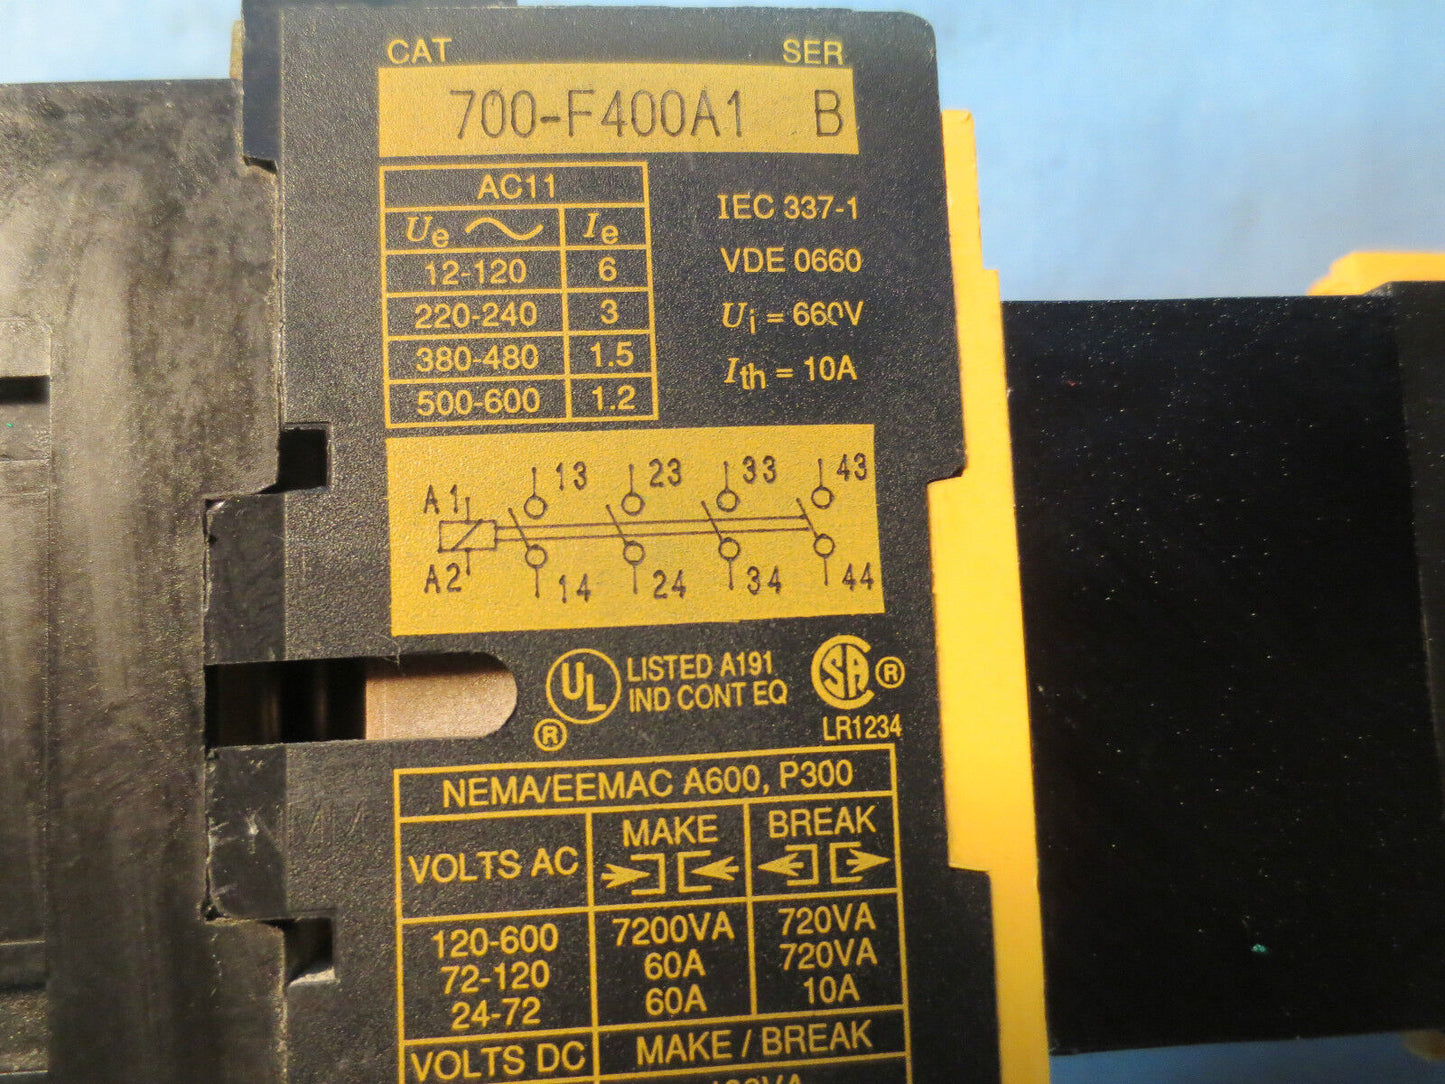 CAT SER
700-F400A1 B
AC11
Ue Ie
12-120 6
220-240 3
380-480 1.5
500-600 1.2
IEC 337-1
VDE 0660
Ui = 660V
Ith = 10A
A1 13 23 33 43
A2 14 24 34 44
UL ® LISTED A191
IND CONT EQ
SA ®
LR1234
NEMA/EEMAC A600, P300
VOLTS AC MAKE BREAK
120-600 7200VA 720VA
72-120 60A 720VA
24-72 60A 10A
VOLTS DC MAKE / BREAK